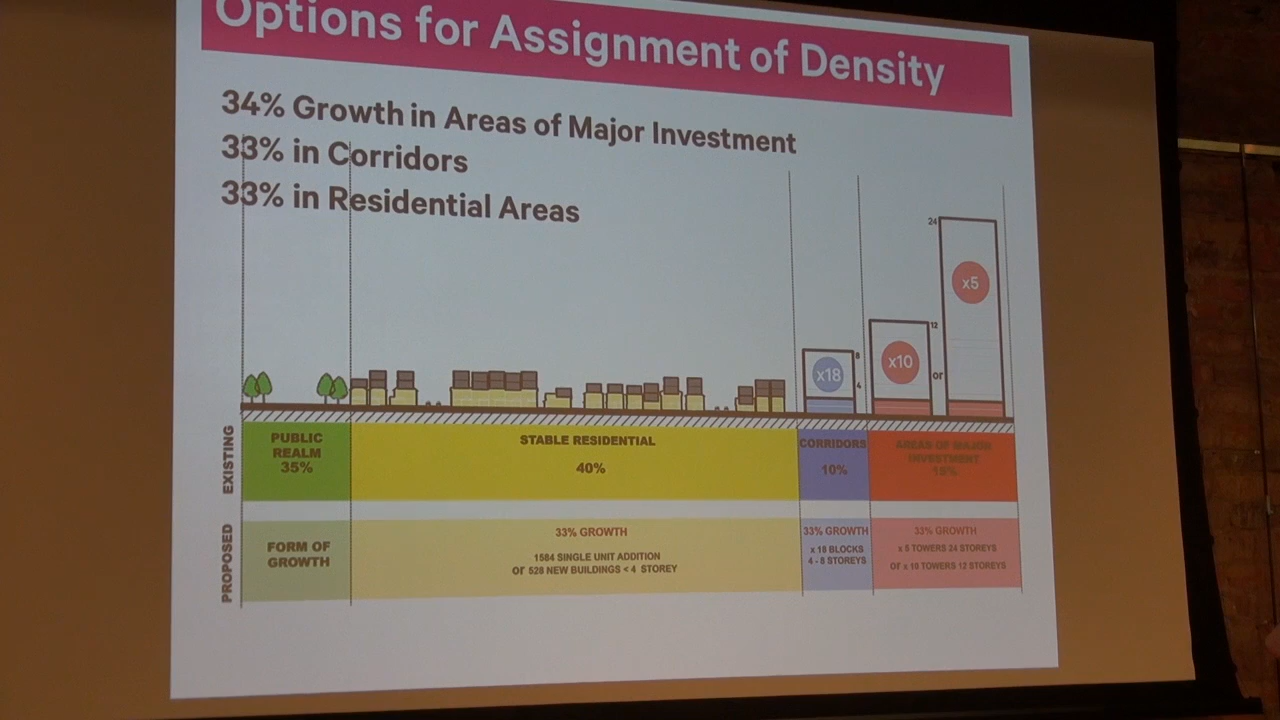 Options for Assignment of Density
34% Growth in Areas of Major Investment
33% in Corridors
33% in Residential Areas
24
x5
12
x10
or
8
x18
4
EXISTING
PUBLIC
REALM
35%
STABLE RESIDENTIAL
40%
CORRIDORS
10%
AREAS OF MAJOR
INVESTMENT
15%
PROPOSED
FORM OF
GROWTH
33% GROWTH
1584 SINGLE UNIT ADDITION
or 528 NEW BUILDINGS < 4 STOREY
33% GROWTH
x 18 BLOCKS
4 - 8 STOREYS
33% GROWTH
x 5 TOWERS 24 STOREYS
or x 10 TOWERS 12 STOREYS